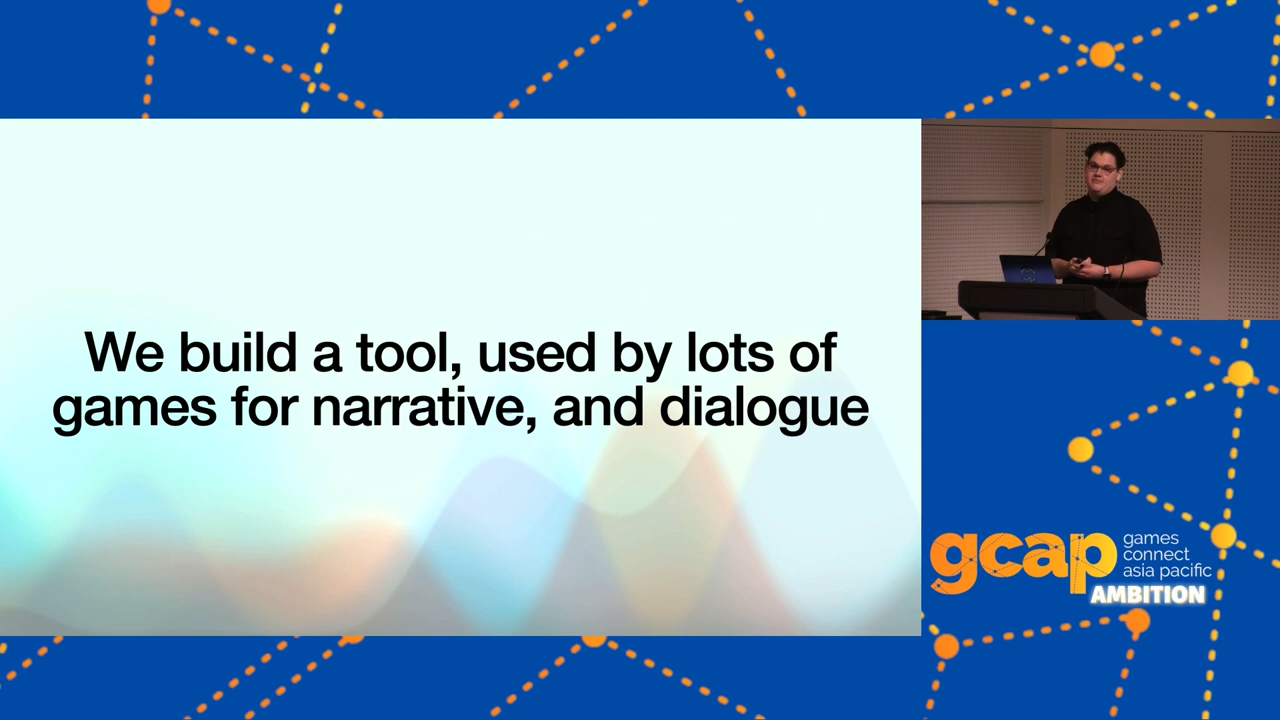 We build a tool, used by lots of
games for narrative, and dialogue
gcap
games
connect
asia pacific
AMBITION